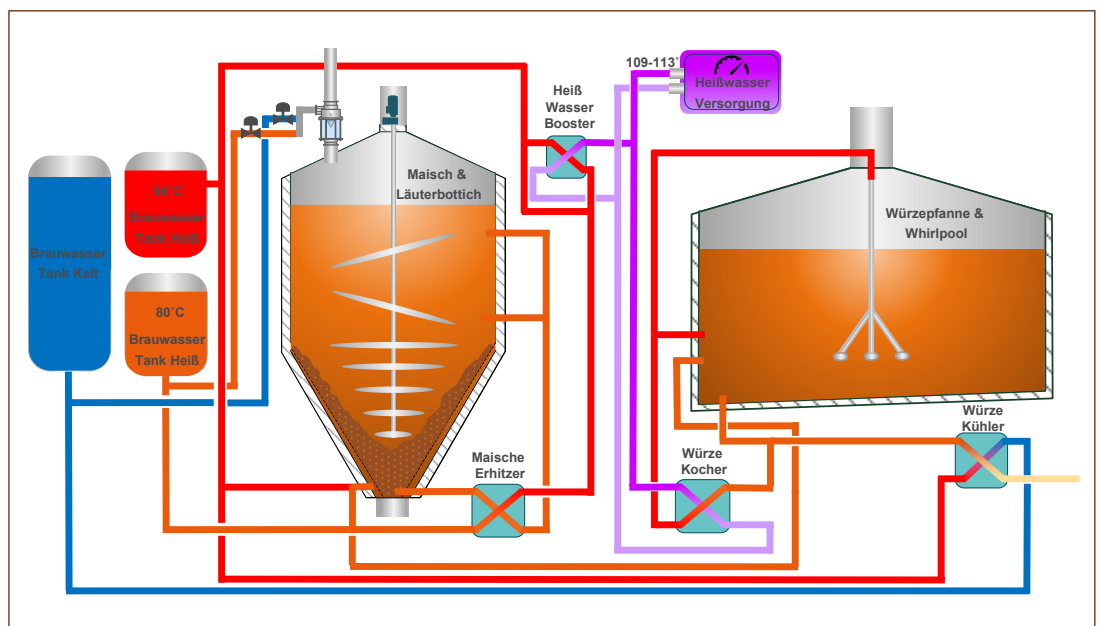 109-113°
Heißwasser
Versorgung
Heiß
Wasser
Booster
Maisch &
Läuterbottich
96°C
Brauwasser
Tank Heiß
Brauwasser
Tank Kalt
80°C
Brauwasser
Tank Heiß
Würzepfanne &
Whirlpool
Maische
Erhitzer
Würze
Kocher
Würze
Kühler